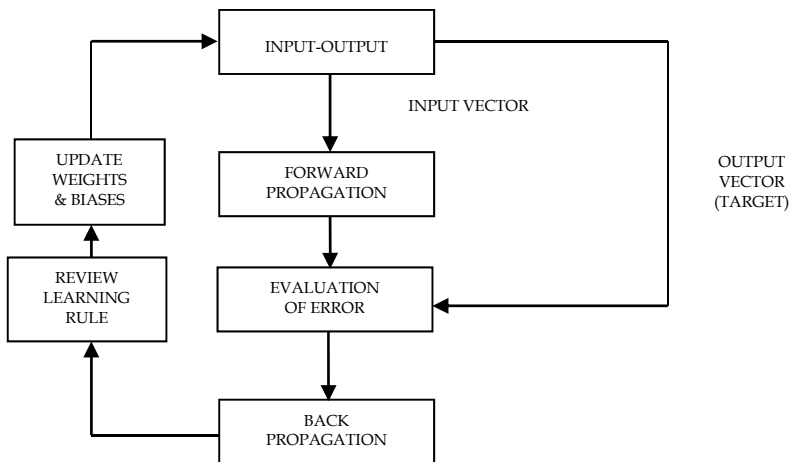 INPUT-OUTPUT
INPUT VECTOR
UPDATE
WEIGHTS
& BIASES
FORWARD
PROPAGATION
OUTPUT
VECTOR
(TARGET)
REVIEW
LEARNING
RULE
EVALUATION
OF ERROR
BACK
PROPAGATION